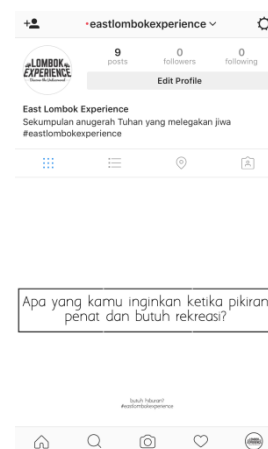 eastlombokexperience
LOMBOK
EXPERIENCE
9
posts
0
followers
0
following
Edit Profile
East Lombok Experience
Sekumpulan anugerah Tuhan yang melegakan jiwa
#eastlombokexperience
Apa yang kamu inginkan ketika pikiran
penat dan butuh rekreasi?
butuh hiburan?
#eastlombokexperience